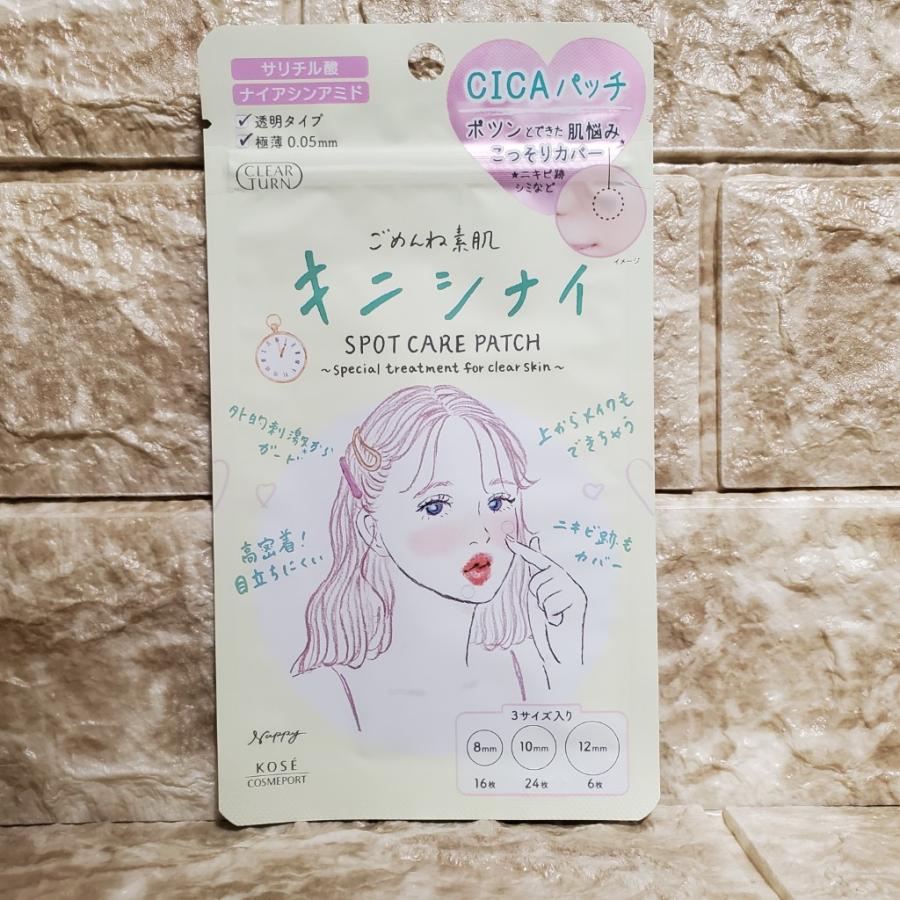 サリチル酸
ナイアシンアミド
✓透明タイプ
✓極薄 0.05mm
CLEAR
TURN
CICAパッチ
ポツンとできた肌悩み
こっそりカバー!
★ニキビ跡
シミなど
イメージ
ごめんね素肌
キニシナイ
SPOT CARE PATCH
~special treatment for clear skin~
外的刺激から
ガード*
上からメイクも
できちゃう
高密着!
目立ちにくい
ニキビ跡*も
カバー
Nuppy
KOSÉ
COSMEPORT
3サイズ入り
8mm
10mm
12mm
16枚
24枚
6枚